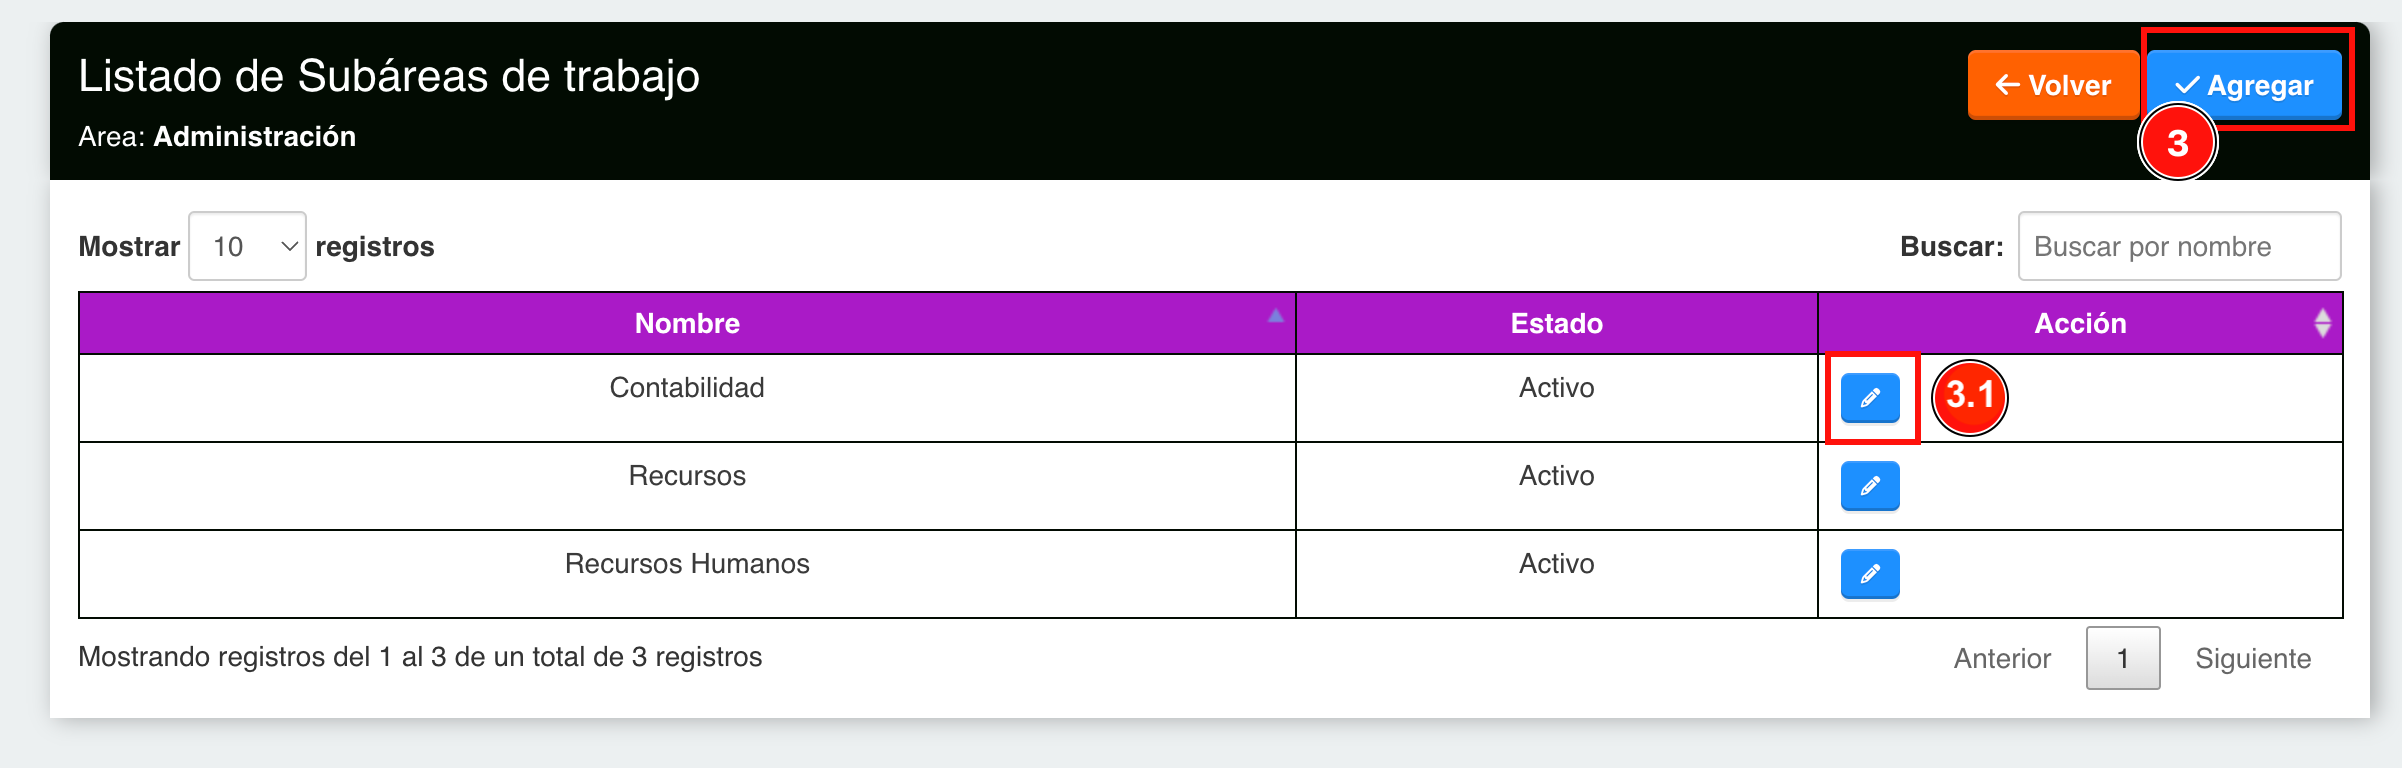 Listado de Subáreas de trabajo
Volver
Agregar
Area: Administración
3
Mostrar 10 registros
Buscar: Buscar por nombre
Nombre Estado Acción
Contabilidad Activo 3.1
Recursos Activo
Recursos Humanos Activo
Mostrando registros del 1 al 3 de un total de 3 registros
Anterior 1 Siguiente